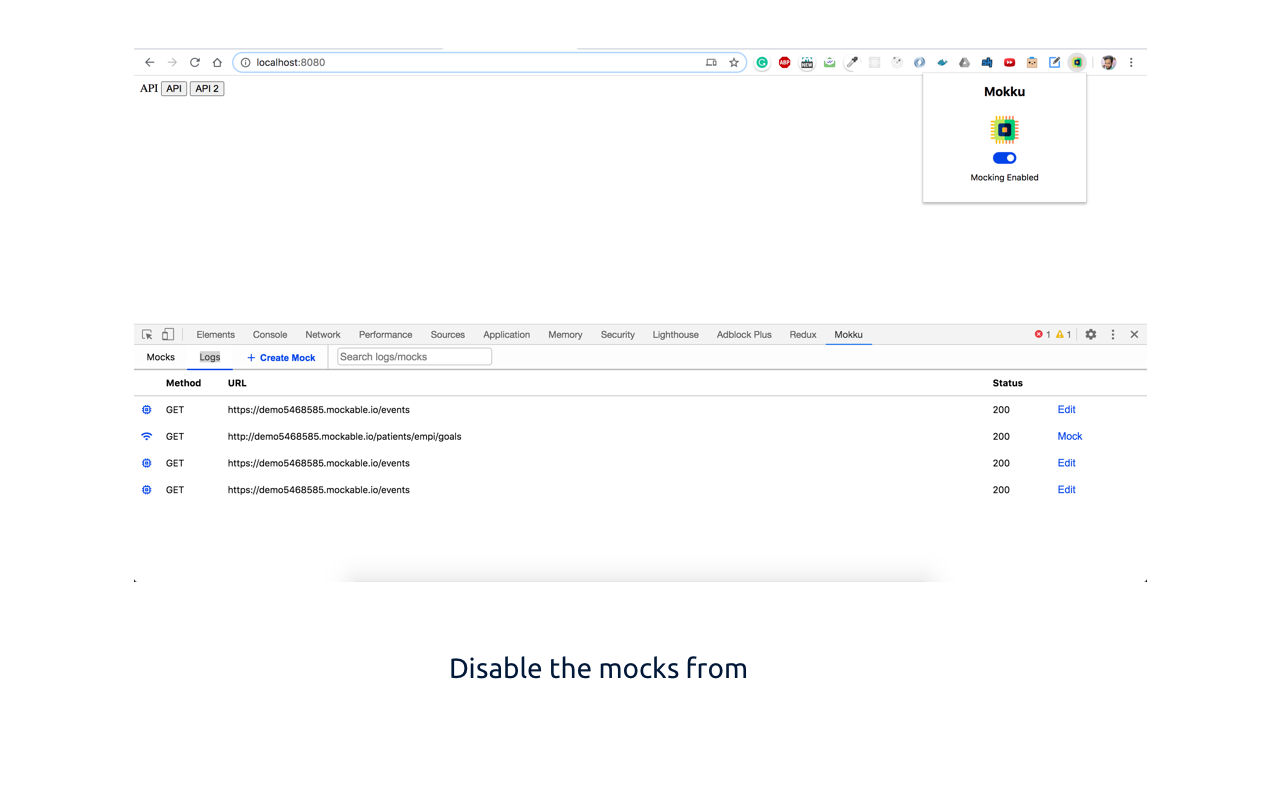 localhost:8080
ABP
NEW
API API API 2
Mokku
Mocking Enabled
Elements Console Network Performance Sources Application Memory Security Lighthouse Adblock Plus Redux Mokku 1 1
Mocks Logs + Create Mock Search logs/mocks
Method URL Status
GET https://demo5468585.mockable.io/events 200 Edit
GET http://demo5468585.mockable.io/patients/empi/goals 200 Mock
GET https://demo5468585.mockable.io/events 200 Edit
GET https://demo5468585.mockable.io/events 200 Edit
Disable the mocks from